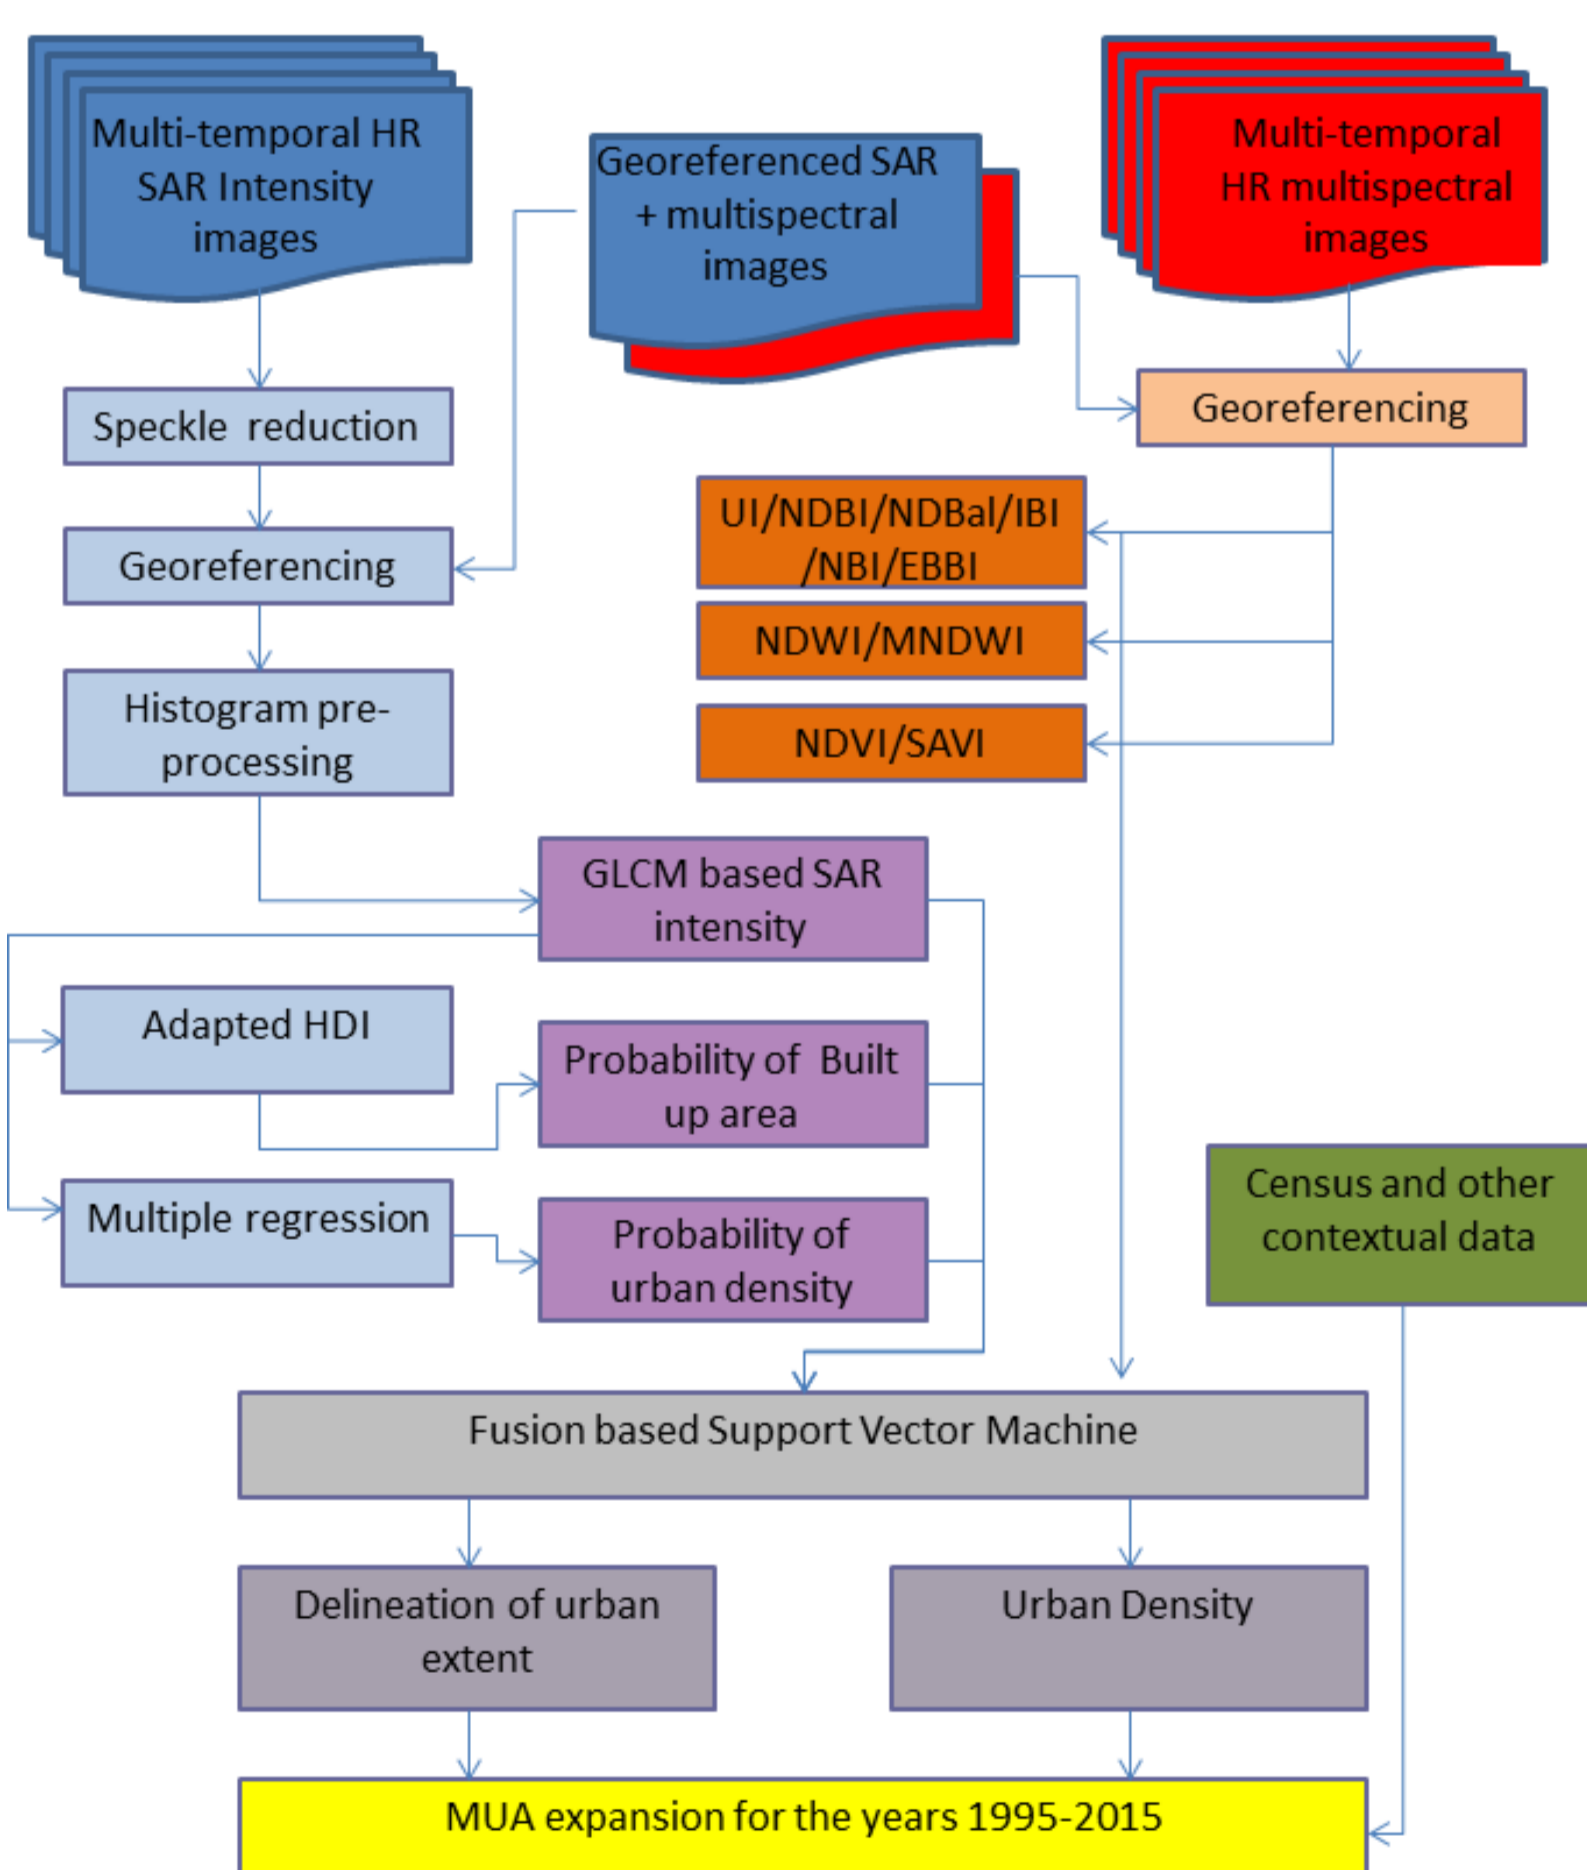 Multi-temporal HR
SAR Intensity
images
Georeferenced SAR
+ multispectral
images
Multi-temporal
HR multispectral
images
Speckle reduction
Georeferencing
Georeferencing
UI/NDBI/NDBal/IBI
/NBI/EBBI
NDWI/MNDWI
NDVI/SAVI
Histogram pre-
processing
GLCM based SAR
intensity
Adapted HDI
Probability of Built
up area
Multiple regression
Probability of
urban density
Census and other
contextual data
Fusion based Support Vector Machine
Delineation of urban
extent
Urban Density
MUA expansion for the years 1995-2015